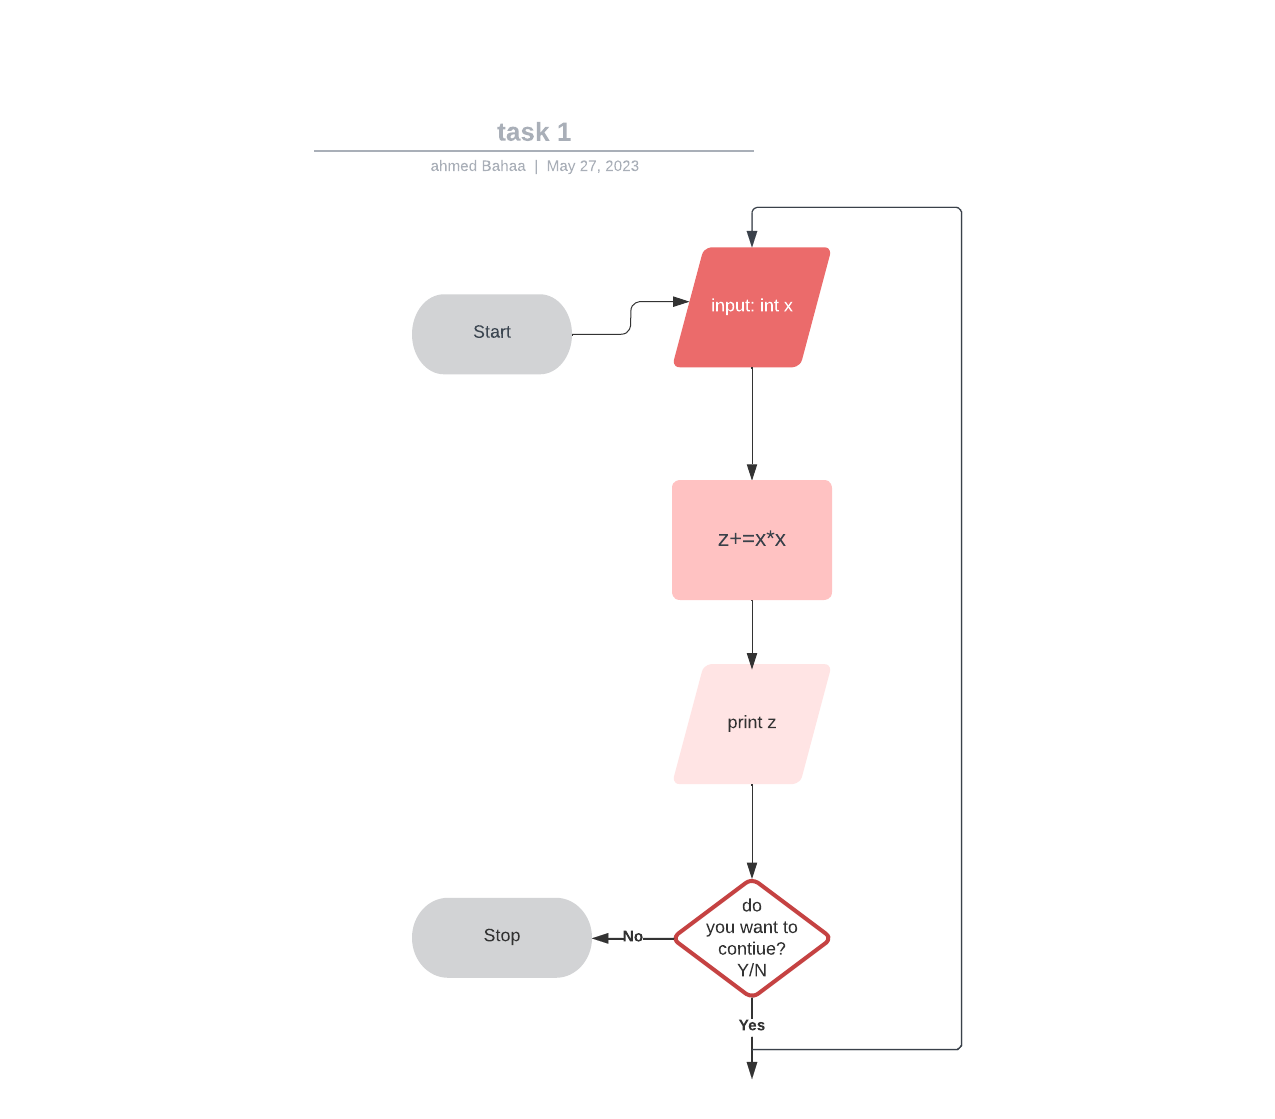 task 1
ahmed Bahaa | May 27, 2023
input: int x
Start
z+=x*x
print z
do
you want to
contiue?
Y/N
Stop
No
Yes